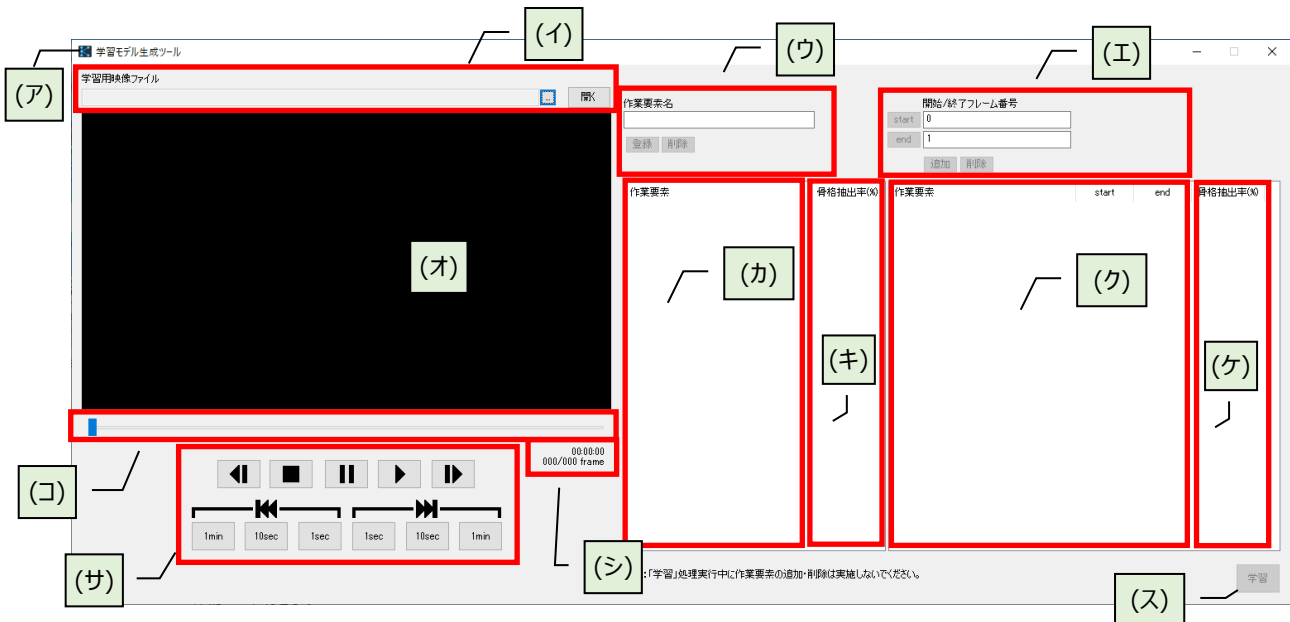 (イ)
(ウ)
(エ)
(ア)
学習モデル生成ツール
学習用映像ファイル
..
開く
作業要素名
登録 削除
開始/終了フレーム番号
start 0
end 1
追加 削除
作業要素
骨格抽出率(%)
作業要素 start end
骨格抽出率(%)
(オ)
(カ)
(ク)
(キ)
(ケ)
00:00:00
000/000 frame
(コ)
1min 10sec 1sec 1sec 10sec 1min
(サ)
(シ)
:「学習」処理実行中に作業要素の追加・削除は実施しないでください。
学習
(ス)